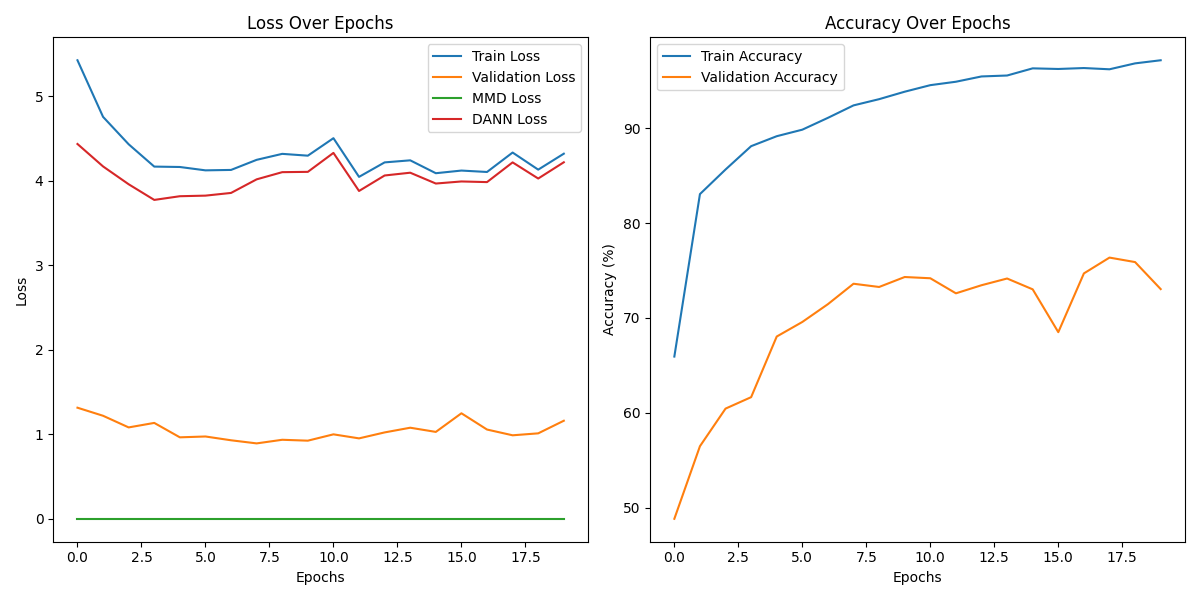 Loss Over Epochs
Train Loss
Validation Loss
MMD Loss
DANN Loss
5
4
3
2
1
0
Loss
0.0 2.5 5.0 7.5 10.0 12.5 15.0 17.5
Epochs
Accuracy Over Epochs
Train Accuracy
Validation Accuracy
90
80
70
60
50
Accuracy (%)
0.0 2.5 5.0 7.5 10.0 12.5 15.0 17.5
Epochs